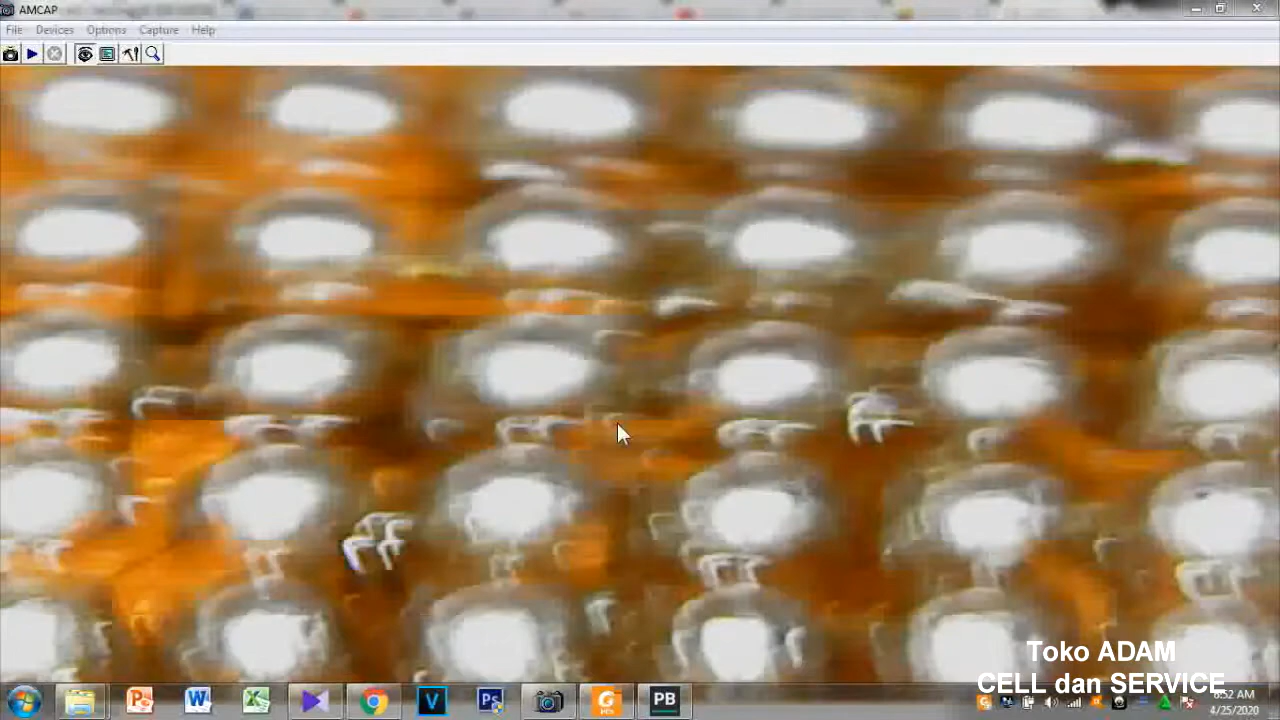 AMCAP
File Devices Options Capture Help
Toko ADAM
CELL dan SERVICE
PB
6:52 AM
4/25/2020